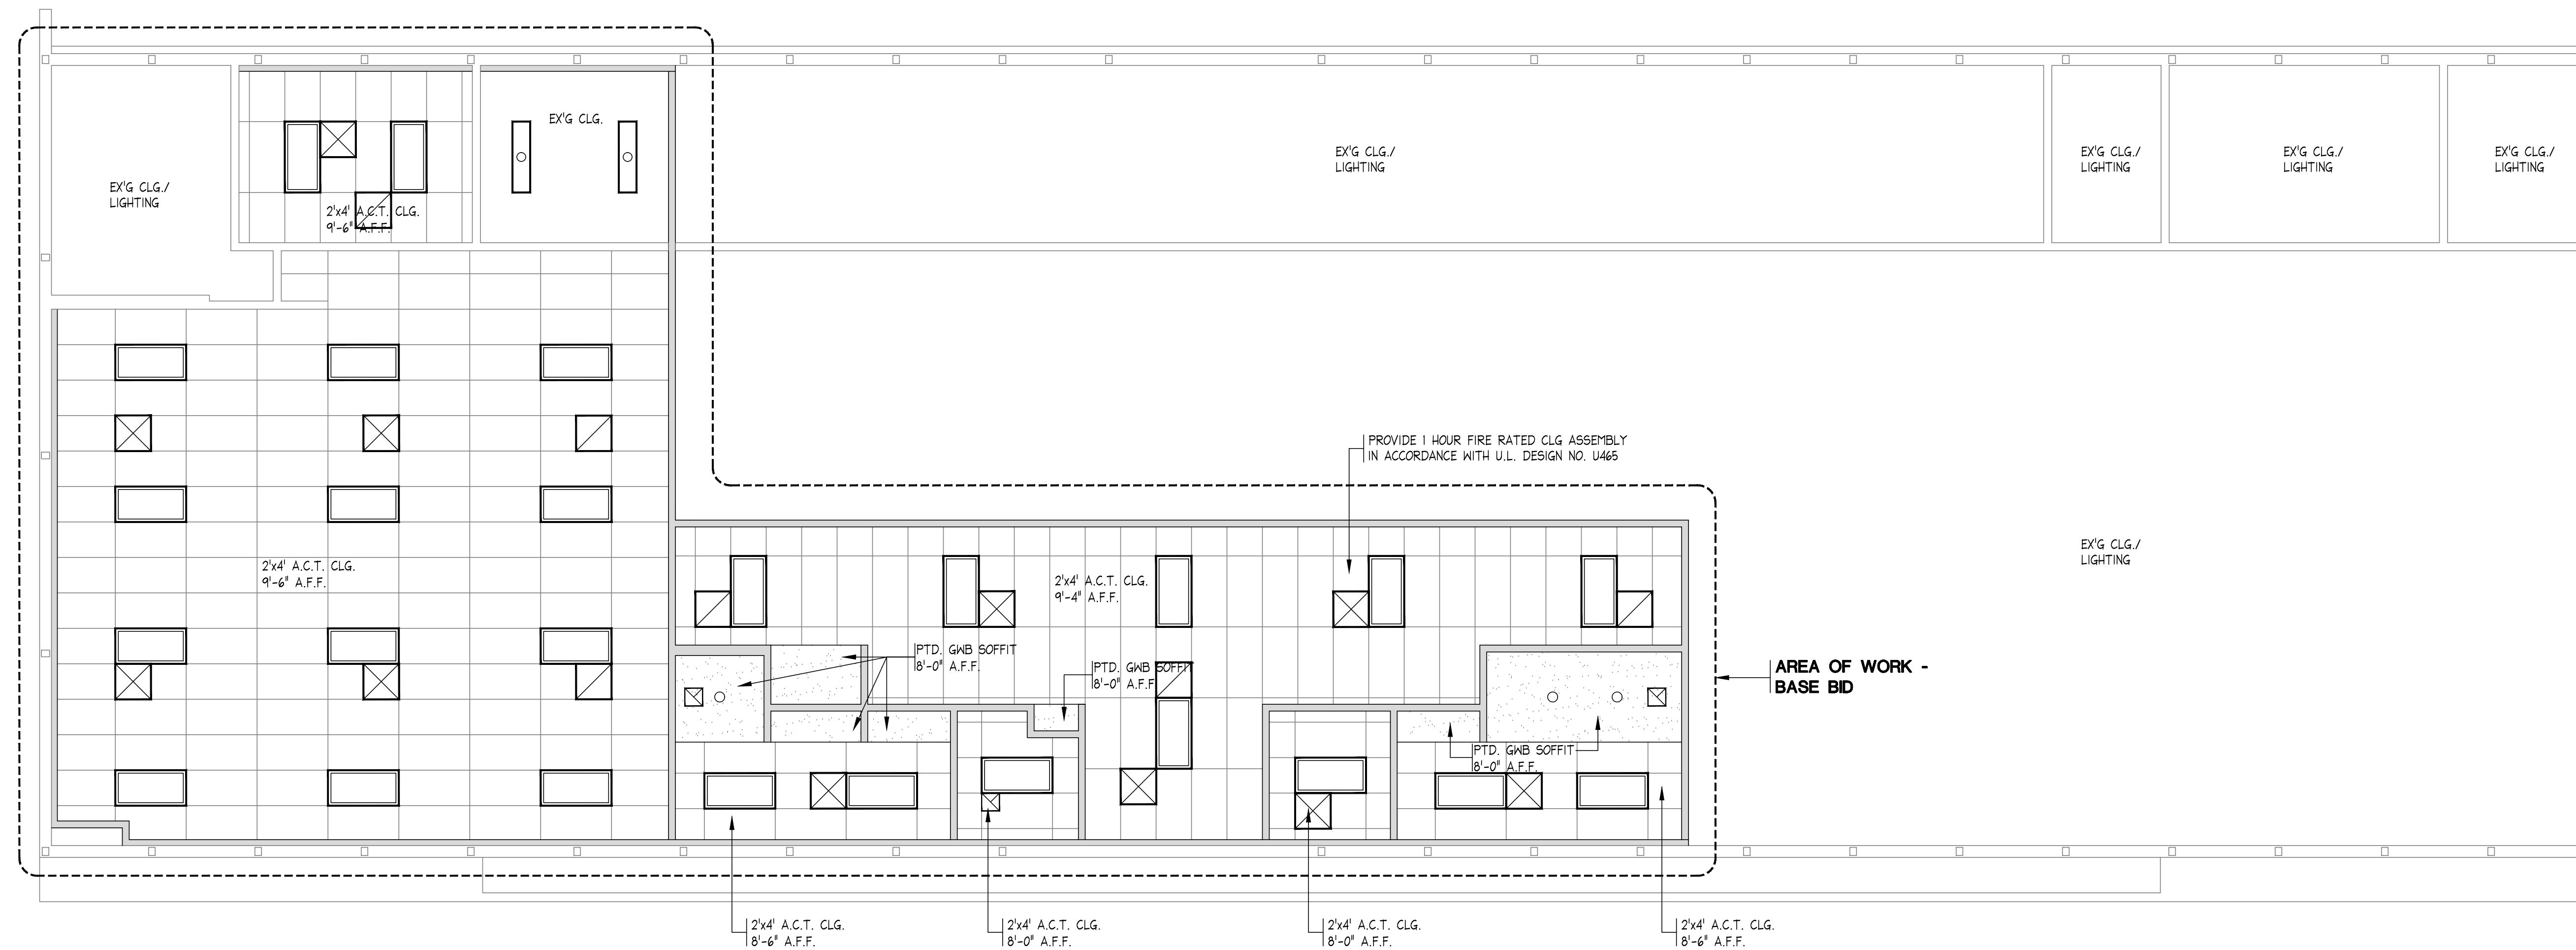 EX'G CLG.
EX'G CLG./
LIGHTING
EX'G CLG./
LIGHTING
EX'G CLG./
LIGHTING
EX'G CLG./
LIGHTING
EX'G CLG./
LIGHTING
2'x4' A.C.T. CLG.
9'-6" A.F.F.
PROVIDE 1 HOUR FIRE RATED CLG ASSEMBLY
IN ACCORDANCE WITH U.L. DESIGN NO. U465
EX'G CLG./
LIGHTING
2'x4' A.C.T. CLG.
9'-6" A.F.F.
2'x4' A.C.T. CLG.
9'-4" A.F.F.
PTD. GWB SOFFIT
8'-0" A.F.F.
PTD. GWB SOFFIT
8'-0" A.F.F.
AREA OF WORK -
BASE BID
PTD. GWB SOFFIT
8'-0" A.F.F.
2'x4' A.C.T. CLG.
8'-6" A.F.F.
2'x4' A.C.T. CLG.
8'-0" A.F.F.
2'x4' A.C.T. CLG.
8'-0" A.F.F.
2'x4' A.C.T. CLG.
8'-6" A.F.F.